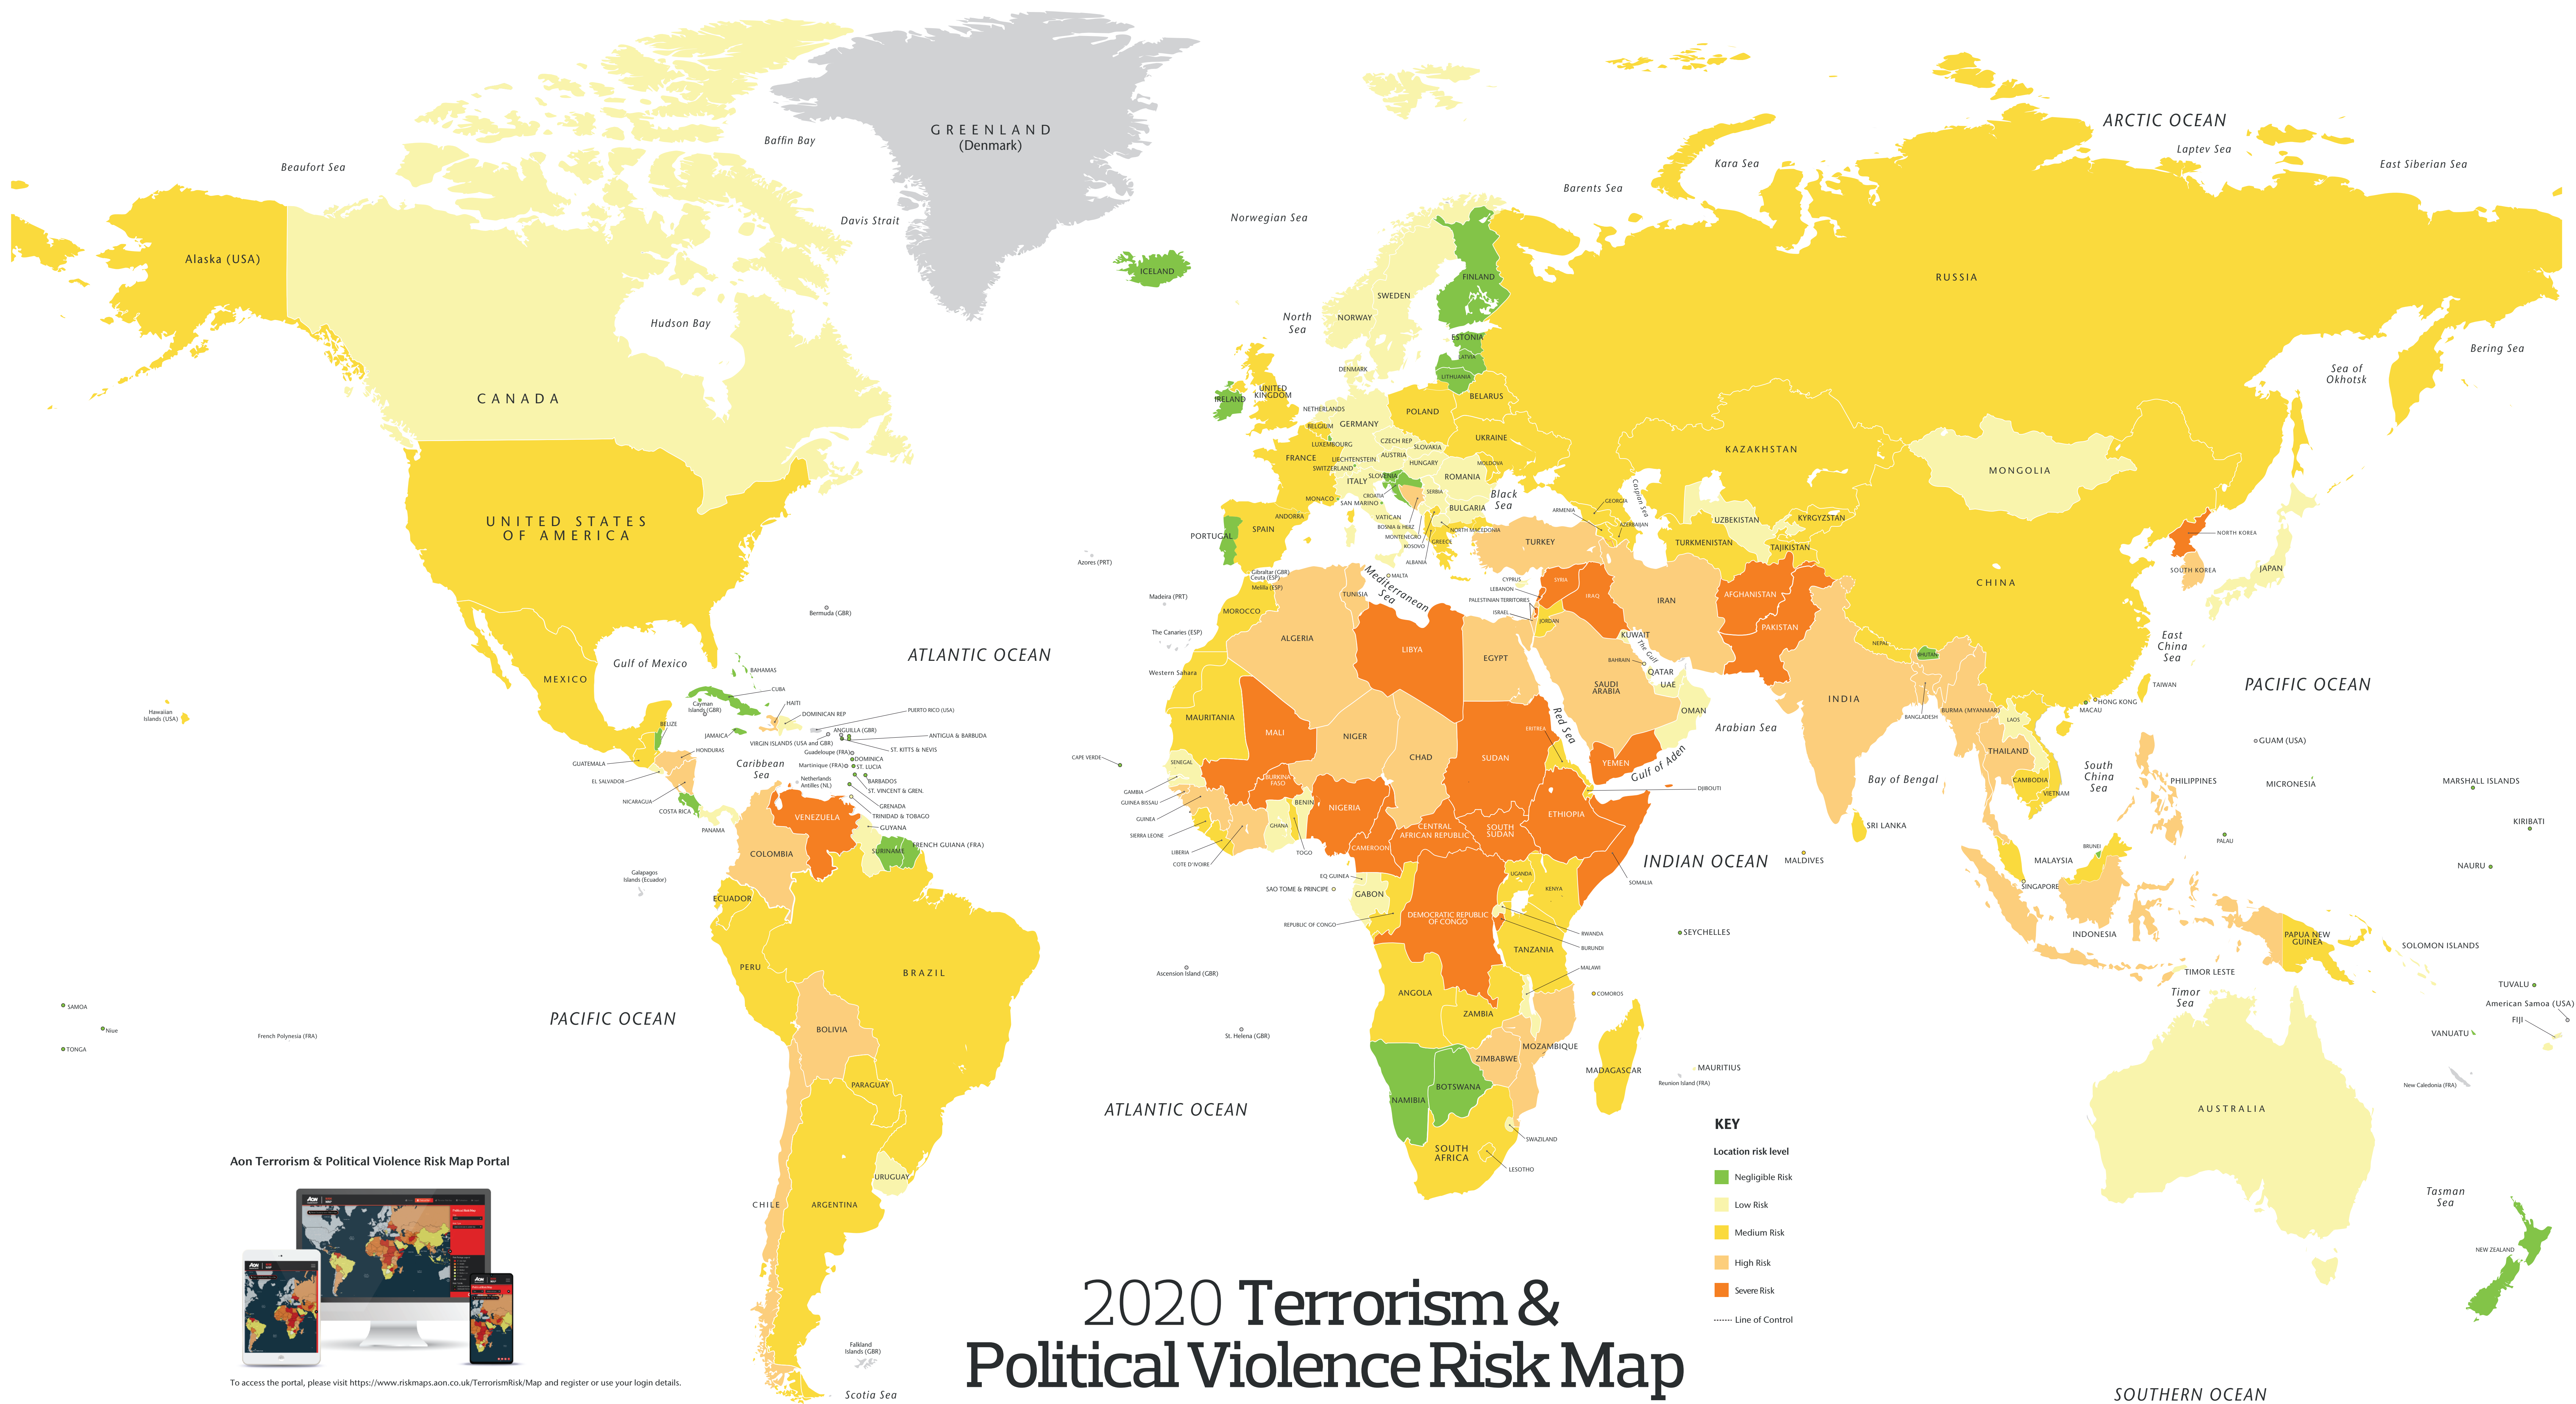 ARCTIC OCEAN
Laptev Sea
East Siberian Sea
Kara Sea
Barents Sea
Beaufort Sea
Baffin Bay
GREENLAND
(Denmark)
Davis Strait
Norwegian Sea
Alaska (USA)
ICELAND
FINLAND
RUSSIA
SWEDEN
NORWAY
North
Sea
Hudson Bay
ESTONIA
LATVIA
LITHUANIA
DENMARK
Bering Sea
Sea of
Okhotsk
CANADA
IRELAND
UNITED
KINGDOM
NETHERLANDS
BELARUS
POLAND
BELGIUM
GERMANY
LUXEMBOURG
CZECH REP
SLOVAKIA
UKRAINE
FRANCE
LIECHTENSTEIN
AUSTRIA
SWITZERLAND
HUNGARY
MOLDOVA
SLOVENIA
ITALY
ROMANIA
CROATIA
SERBIA
MONACO
SAN MARINO
BULGARIA
Black
Sea
Caspian Sea
GEORGIA
ARMENIA
AZERBAIJAN
KAZAKHSTAN
MONGOLIA
UNITED STATES
OF AMERICA
ANDORRA
SPAIN
PORTUGAL
VATICAN
BOSNIA & HERZ
MONTENEGRO
KOSOVO
NORTH MACEDONIA
GREECE
ALBANIA
TURKEY
UZBEKISTAN
KYRGYZSTAN
TURKMENISTAN
TAJIKISTAN
NORTH KOREA
SOUTH KOREA
JAPAN
CHINA
Azores (PRT)
Madeira (PRT)
The Canaries (ESP)
Gibraltar (GBR)
Ceuta (ESP)
Melilla (ESP)
MALTA
Mediterranean
Sea
CYPRUS
LEBANON
PALESTINIAN TERRITORIES
ISRAEL
SYRIA
IRAQ
JORDAN
IRAN
AFGHANISTAN
PAKISTAN
MOROCCO
TUNISIA
ALGERIA
LIBYA
EGYPT
KUWAIT
The Gulf
BAHRAIN
QATAR
UAE
SAUDI
ARABIA
OMAN
NEPAL
BHUTAN
East
China
Sea
TAIWAN
HONG KONG
MACAU
Bermuda (GBR)
ATLANTIC OCEAN
Gulf of Mexico
MEXICO
BAHAMAS
CUBA
Cayman
Islands (GBR)
HAITI
DOMINICAN REP
PUERTO RICO (USA)
BELIZE
JAMAICA
ANGUILLA (GBR)
ANTIGUA & BARBUDA
VIRGIN ISLANDS (USA and GBR)
ST. KITTS & NEVIS
Guadeloupe (FRA)
DOMINICA
Martinique (FRA)
ST. LUCIA
HONDURAS
GUATEMALA
Caribbean
Sea
EL SALVADOR
Netherlands
Antilles (NL)
BARBADOS
ST. VINCENT & GREN.
NICARAGUA
GRENADA
COSTA RICA
TRINIDAD & TOBAGO
PANAMA
VENEZUELA
GUYANA
SURINAME
FRENCH GUIANA (FRA)
COLOMBIA
Galapagos
Islands (Ecuador)
ECUADOR
Hawaiian
Islands (USA)
Western Sahara
MAURITANIA
MALI
NIGER
CHAD
SUDAN
ERITREA
Red Sea
YEMEN
Gulf of Aden
Arabian Sea
DJIBOUTI
CAPE VERDE
SENEGAL
GAMBIA
GUINEA BISSAU
GUINEA
SIERRA LEONE
LIBERIA
COTE D'IVOIRE
BURKINA
FASO
BENIN
GHANA
TOGO
NIGERIA
CENTRAL
AFRICAN REPUBLIC
CAMEROON
SOUTH
SUDAN
ETHIOPIA
SOMALIA
INDIAN OCEAN
INDIA
BANGLADESH
BURMA (MYANMAR)
LAOS
THAILAND
CAMBODIA
VIETNAM
South
China
Sea
Bay of Bengal
SRI LANKA
MALDIVES
PHILIPPINES
PACIFIC OCEAN
GUAM (USA)
MICRONESIA
MARSHALL ISLANDS
KIRIBATI
PALAU
NAURU
BRUNEI
MALAYSIA
SINGAPORE
INDONESIA
PAPUA NEW
GUINEA
SOLOMON ISLANDS
TIMOR LESTE
Timor
Sea
TUVALU
American Samoa (USA)
FIJI
VANUATU
New Caledonia (FRA)
EQ GUINEA
SAO TOME & PRINCIPE
GABON
REPUBLIC OF CONGO
DEMOCRATIC REPUBLIC
OF CONGO
UGANDA
KENYA
RWANDA
BURUNDI
TANZANIA
SEYCHELLES
MALAWI
COMOROS
ANGOLA
ZAMBIA
MOZAMBIQUE
ZIMBABWE
MADAGASCAR
MAURITIUS
Reunion Island (FRA)
BOTSWANA
NAMIBIA
SWAZILAND
SOUTH
AFRICA
LESOTHO
Ascension Island (GBR)
St. Helena (GBR)
ATLANTIC OCEAN
PERU
BRAZIL
BOLIVIA
PARAGUAY
URUGUAY
CHILE
ARGENTINA
Falkland
Islands (GBR)
Scotia Sea
SAMOA
Niue
TONGA
French Polynesia (FRA)
PACIFIC OCEAN
AUSTRALIA
Tasman
Sea
NEW ZEALAND
SOUTHERN OCEAN
KEY
Location risk level
Negligible Risk
Low Risk
Medium Risk
High Risk
Severe Risk
Line of Control
Aon Terrorism & Political Violence Risk Map Portal
AON
AON
AON
To access the portal, please visit https://www.riskmaps.aon.co.uk/TerrorismRisk/Map and register or use your login details.
2020 Terrorism &
Political Violence Risk Map